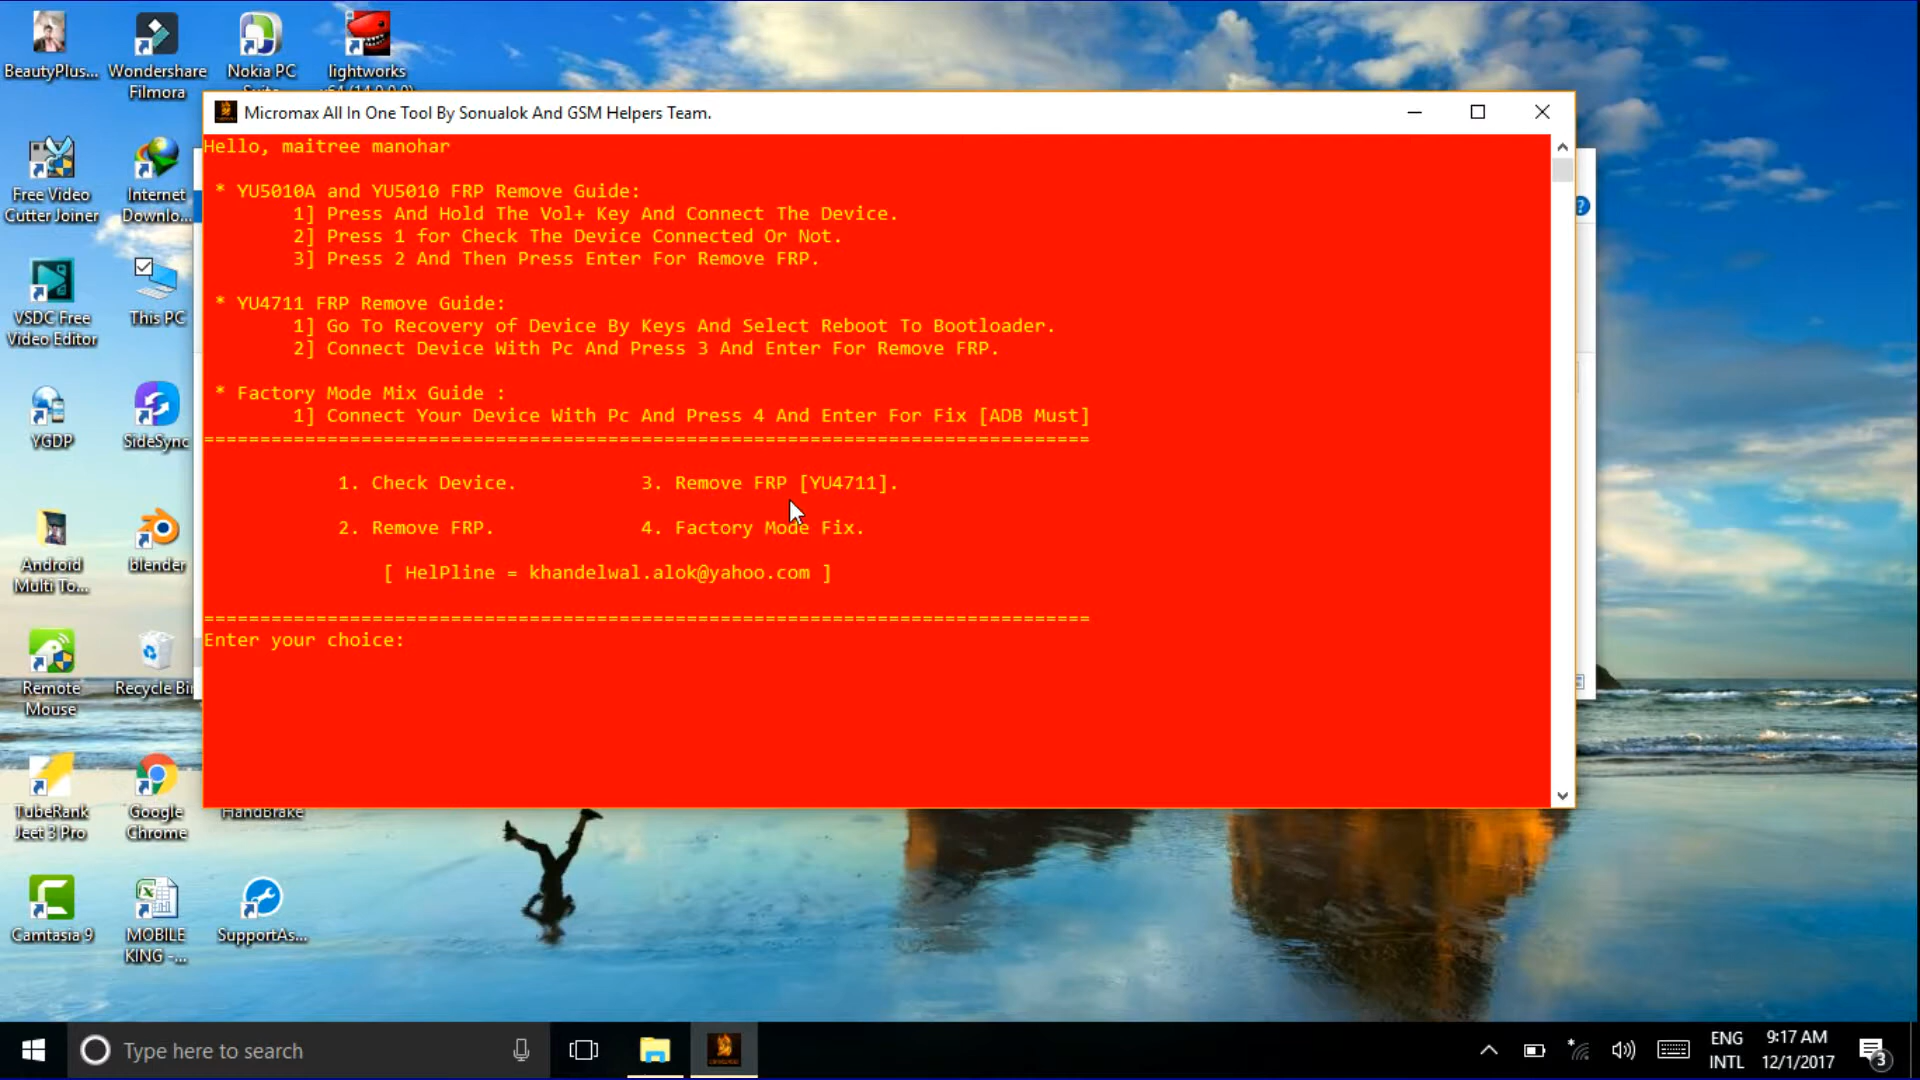 BeautyPlus...
Wondershare
Filmora
Nokia PC
lightworks
Micromax All In One Tool By Sonualok And GSM Helpers Team.
Hello, maitree manohar
* YU5010A and YU5010 FRP Remove Guide:
1] Press And Hold The Vol+ Key And Connect The Device.
2] Press 1 for Check The Device Connected Or Not.
3] Press 2 And Then Press Enter For Remove FRP.
* YU4711 FRP Remove Guide:
1] Go To Recovery of Device By Keys And Select Reboot To Bootloader.
2] Connect Device With Pc And Press 3 And Enter For Remove FRP.
* Factory Mode Mix Guide :
1] Connect Your Device With Pc And Press 4 And Enter For Fix [ADB Must]
================================================================================
1. Check Device. 3. Remove FRP [YU4711].
2. Remove FRP. 4. Factory Mode Fix.
[ HelPline = khandelwal.alok@yahoo.com ]
================================================================================
Enter your choice:
Free Video
Cutter Joiner
Internet
Downlo...
VSDC Free
Video Editor
This PC
YGDP
SideSync
Android
Multi To...
blender
Remote
Mouse
Recycle Bi
TubeRank
Jeet 3 Pro
Google
Chrome
HandBrake
Camtasia 9
MOBILE
KING -...
SupportAs...
Type here to search
ENG
INTL
9:17 AM
12/1/2017
3